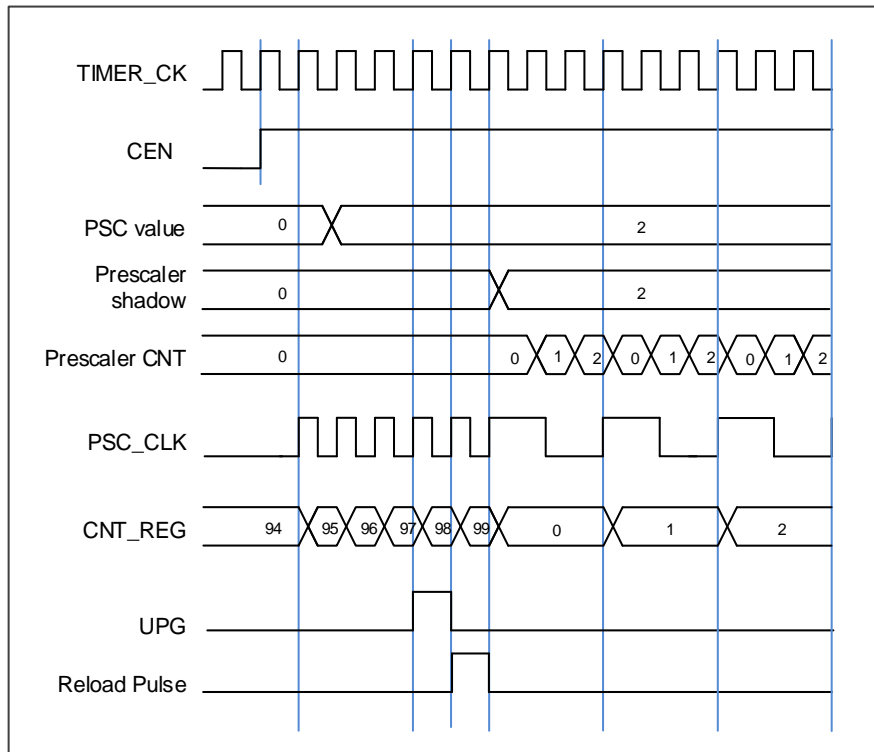 TIMER_CK
CEN
PSC value 0 2
Prescaler
shadow 0 2
Prescaler CNT 0 0 1 2 0 1 2 0 1 2
PSC_CLK
CNT_REG 94 95 96 97 98 99 0 1 2
UPG
Reload Pulse